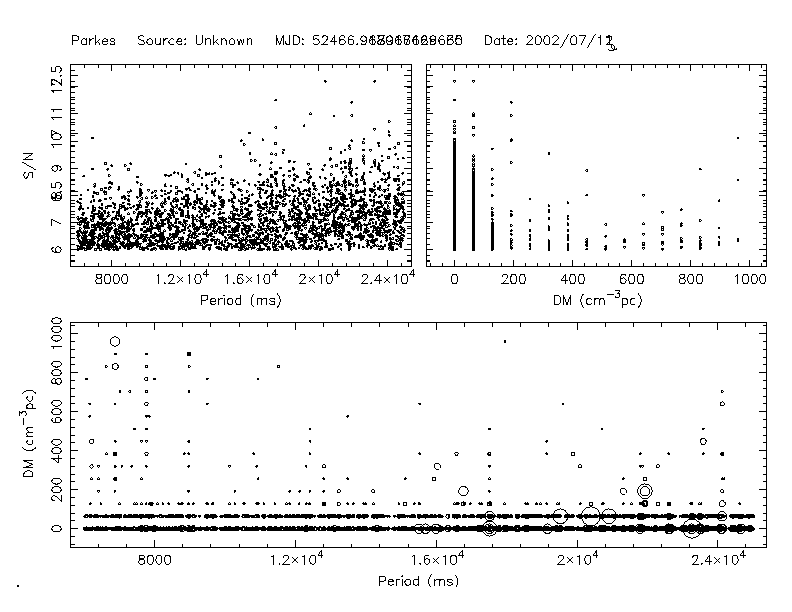 Parkes Source: Unknown MJD: Date: 2002/07/
12.5
11
10
9
8.5
7
6
S/N
8000 1.2×10⁴ 1.6×10⁴ 2×10⁴ 2.4×10⁴
Period (ms)
0 200 400 600 800 1000
DM (cm⁻³pc)
1000
800
600
400
200
0
DM (cm⁻³pc)
8000 1.2×10⁴ 1.6×10⁴ 2×10⁴ 2.4×10⁴
Period (ms)